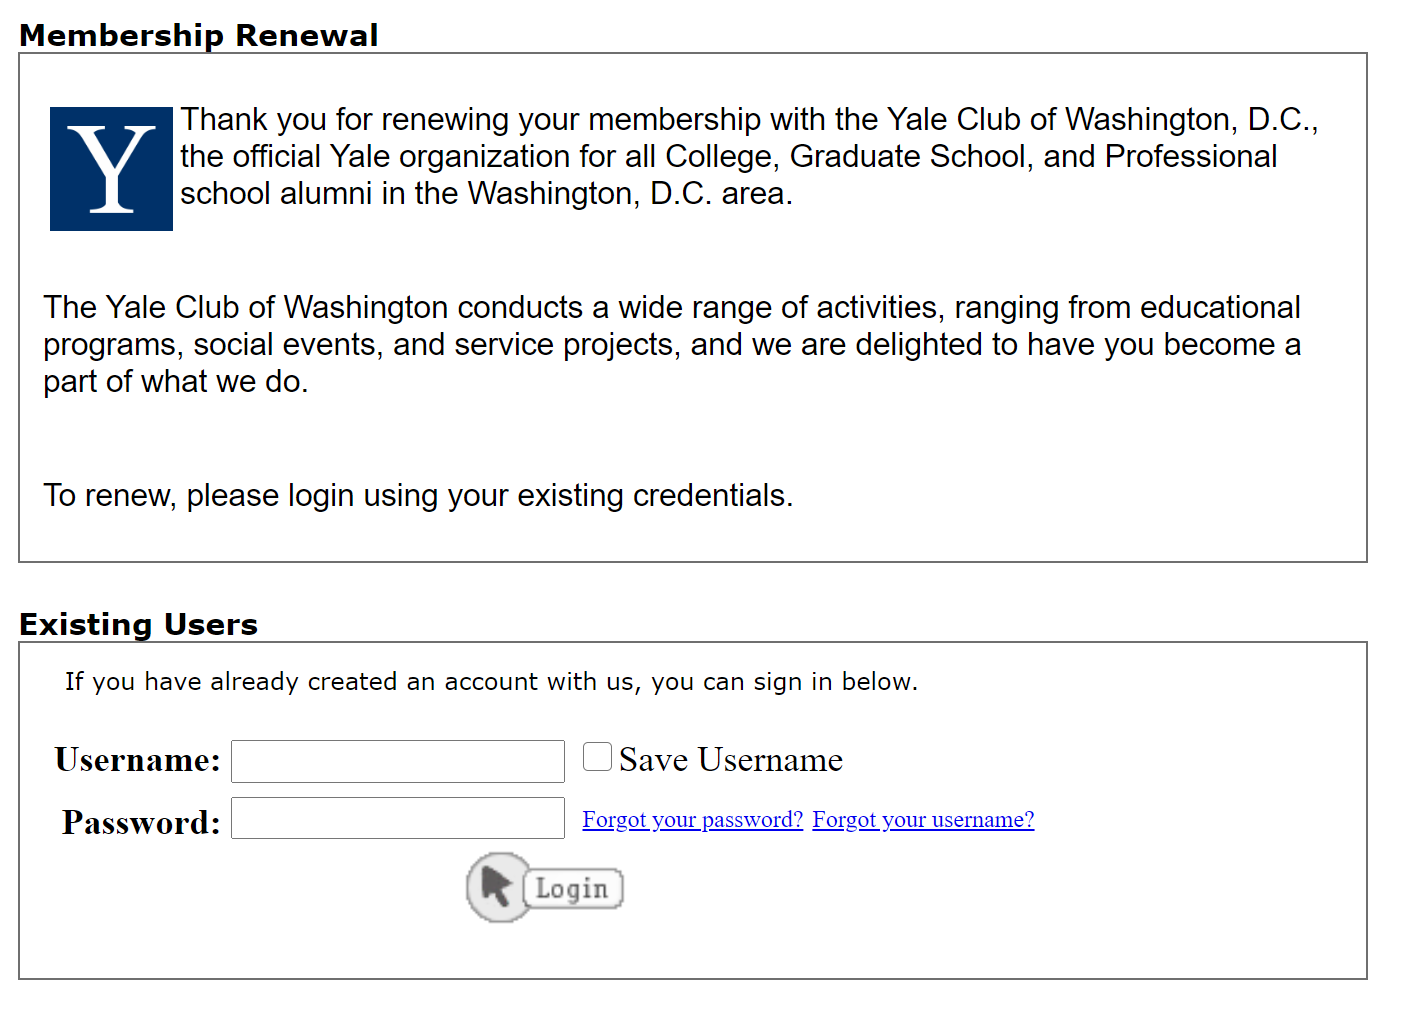 Membership Renewal
Y
Thank you for renewing your membership with the Yale Club of Washington, D.C.,
the official Yale organization for all College, Graduate School, and Professional
school alumni in the Washington, D.C. area.
The Yale Club of Washington conducts a wide range of activities, ranging from educational
programs, social events, and service projects, and we are delighted to have you become a
part of what we do.
To renew, please login using your existing credentials.
Existing Users
If you have already created an account with us, you can sign in below.
Username: Save Username
Password: Forgot your password? Forgot your username?
Login